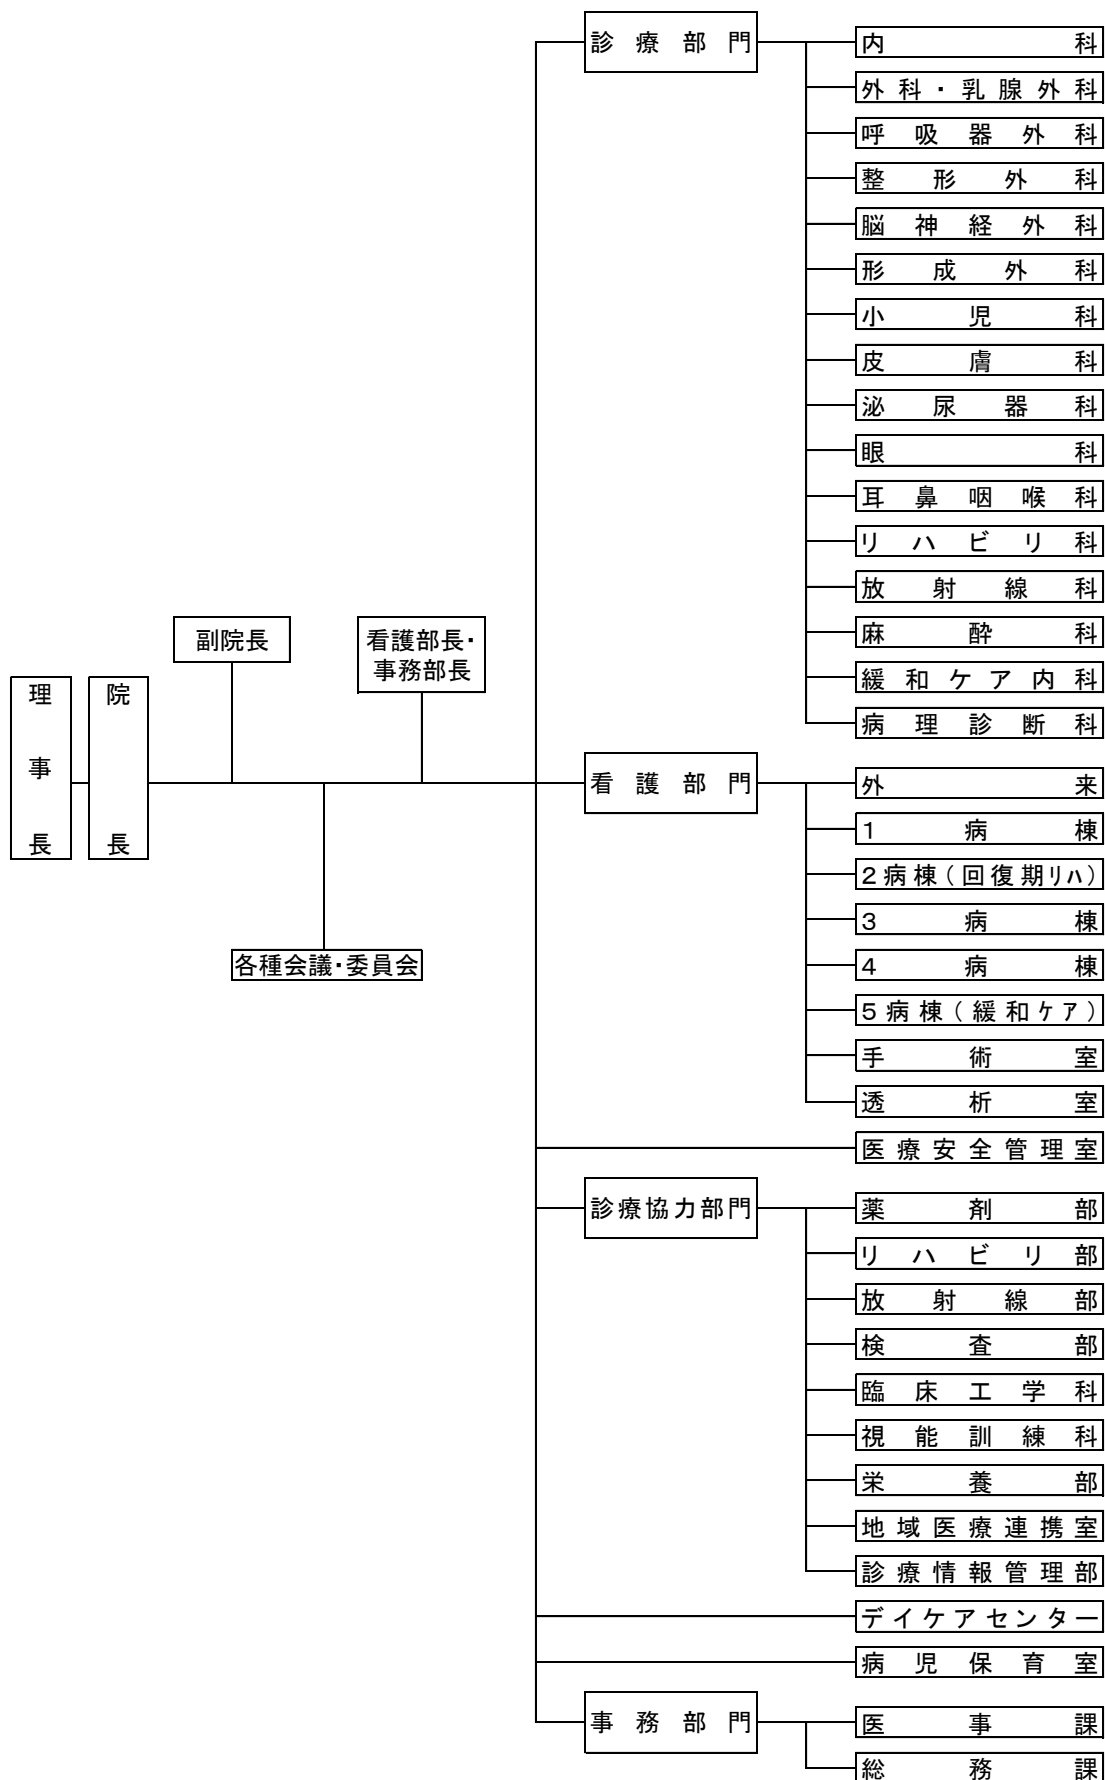 理事長
院長
副院長
看護部長・
事務部長
各種会議・委員会
診療部門
内科
外科・乳腺外科
呼吸器外科
整形外科
脳神経外科
形成外科
小児科
皮膚科
泌尿器科
眼科
耳鼻咽喉科
リハビリ科
放射線科
麻酔科
緩和ケア内科
病理診断科
看護部門
外来
1病棟
2病棟(回復期ﾘﾊ)
3病棟
4病棟
5病棟(緩和ｹｱ)
手術室
透析室
医療安全管理室
診療協力部門
薬剤部
リハビリ部
放射線部
検査部
臨床工学科
視能訓練科
栄養部
地域医療連携室
診療情報管理部
デイケアセンター
病児保育室
事務部門
医事課
総務課